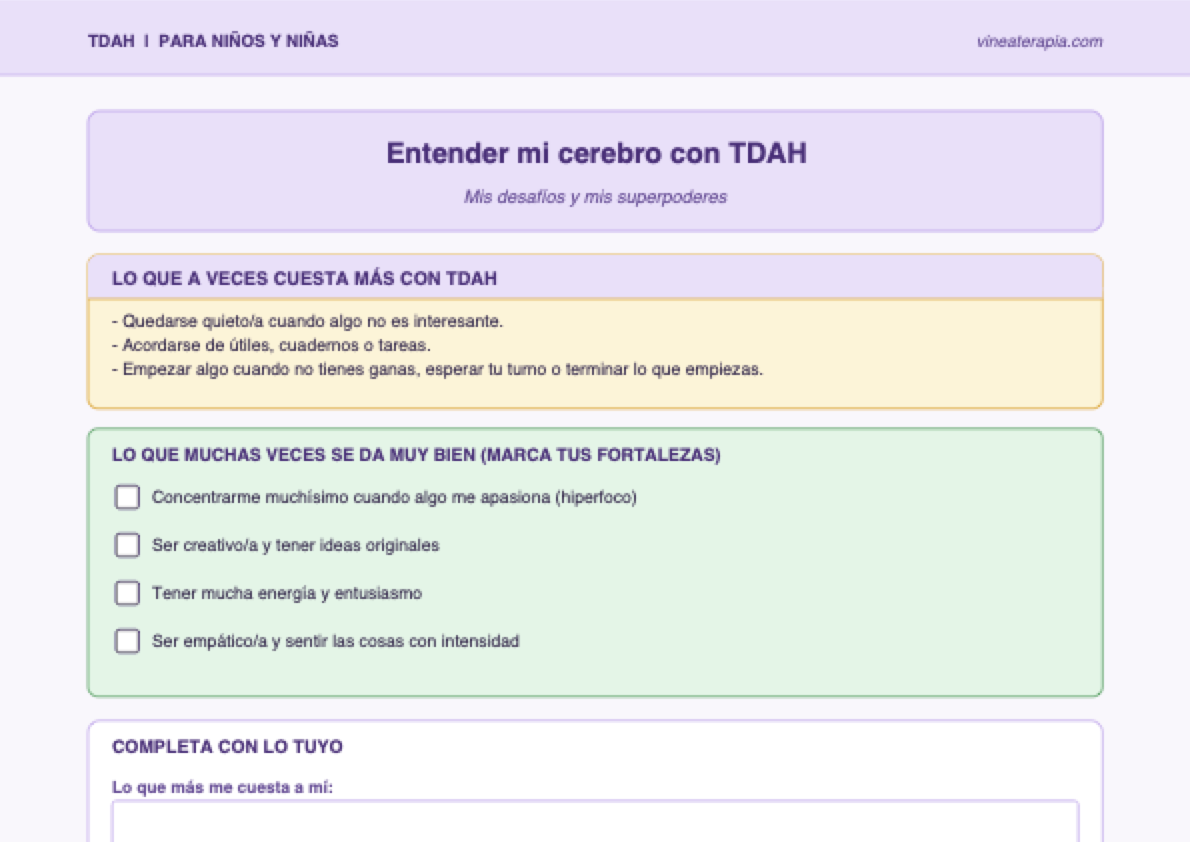 TDAH | PARA NIÑOS Y NIÑAS
vineaterapia.com
Entender mi cerebro con TDAH
Mis desafíos y mis superpoderes
LO QUE A VECES CUESTA MÁS CON TDAH
- Quedarse quieto/a cuando algo no es interesante.
- Acordarse de útiles, cuadernos o tareas.
- Empezar algo cuando no tienes ganas, esperar tu turno o terminar lo que empiezas.
LO QUE MUCHAS VECES SE DA MUY BIEN (MARCA TUS FORTALEZAS)
Concentrarme muchísimo cuando algo me apasiona (hiperfoco)
Ser creativo/a y tener ideas originales
Tener mucha energía y entusiasmo
Ser empático/a y sentir las cosas con intensidad
COMPLETA CON LO TUYO
Lo que más me cuesta a mí: